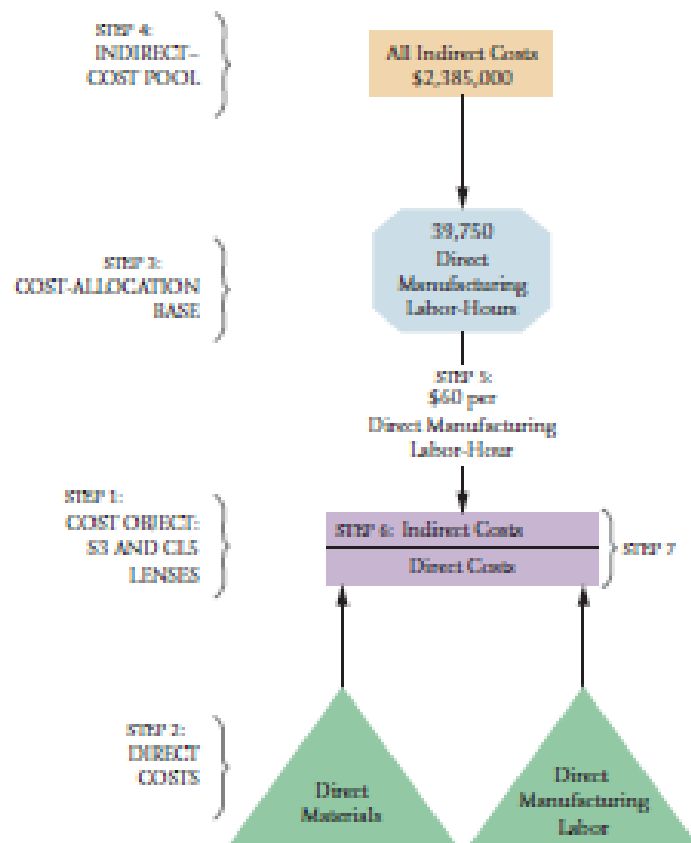 STEP 4:
INDIRECT-
COST POOL
All Indirect Costs
$2,385,000
STEP 3:
COST-ALLOCATION
BASE
39,750
Direct
Manufacturing
Labor-Hours
STEP 5:
$60 per
Direct Manufacturing
Labor-Hour
STEP 1:
COST OBJECT:
S3 AND CL5
LENSES
STEP 6: Indirect Costs
Direct Costs
STEP 7
STEP 2:
DIRECT
COSTS
Direct
Materials
Direct
Manufacturing
Labor